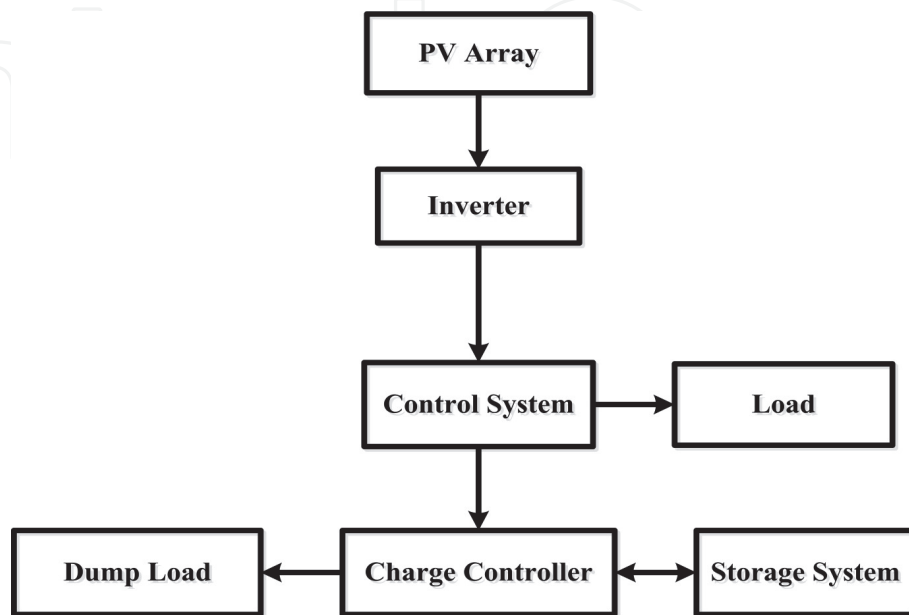 PV Array
Inverter
Control System
Load
Dump Load
Charge Controller
Storage System